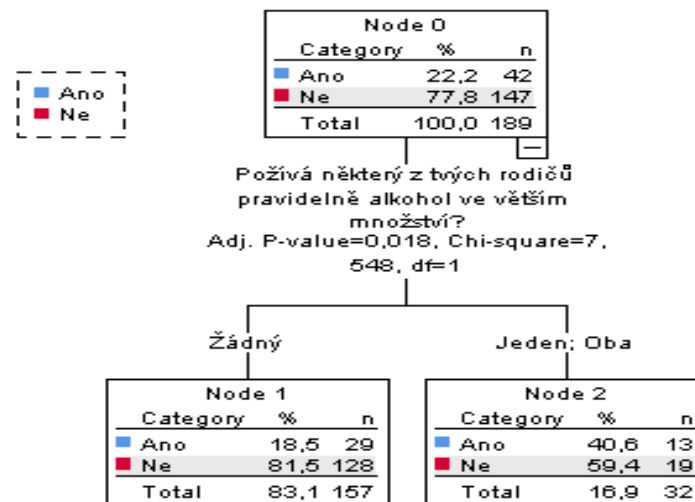 Ano
Ne
Node 0
Category % n
Ano 22,2 42
Ne 77,8 147
Total 100,0 189
Požívá některý z tvých rodičů
pravidelně alkohol ve větším
množství?
Adj. P-value=0,018, Chi-square=7,
548, df=1
Žádný
Jeden; Oba
Node 1
Category % n
Ano 18,5 29
Ne 81,5 128
Total 83,1 157
Node 2
Category % n
Ano 40,6 13
Ne 59,4 19
Total 16,9 32